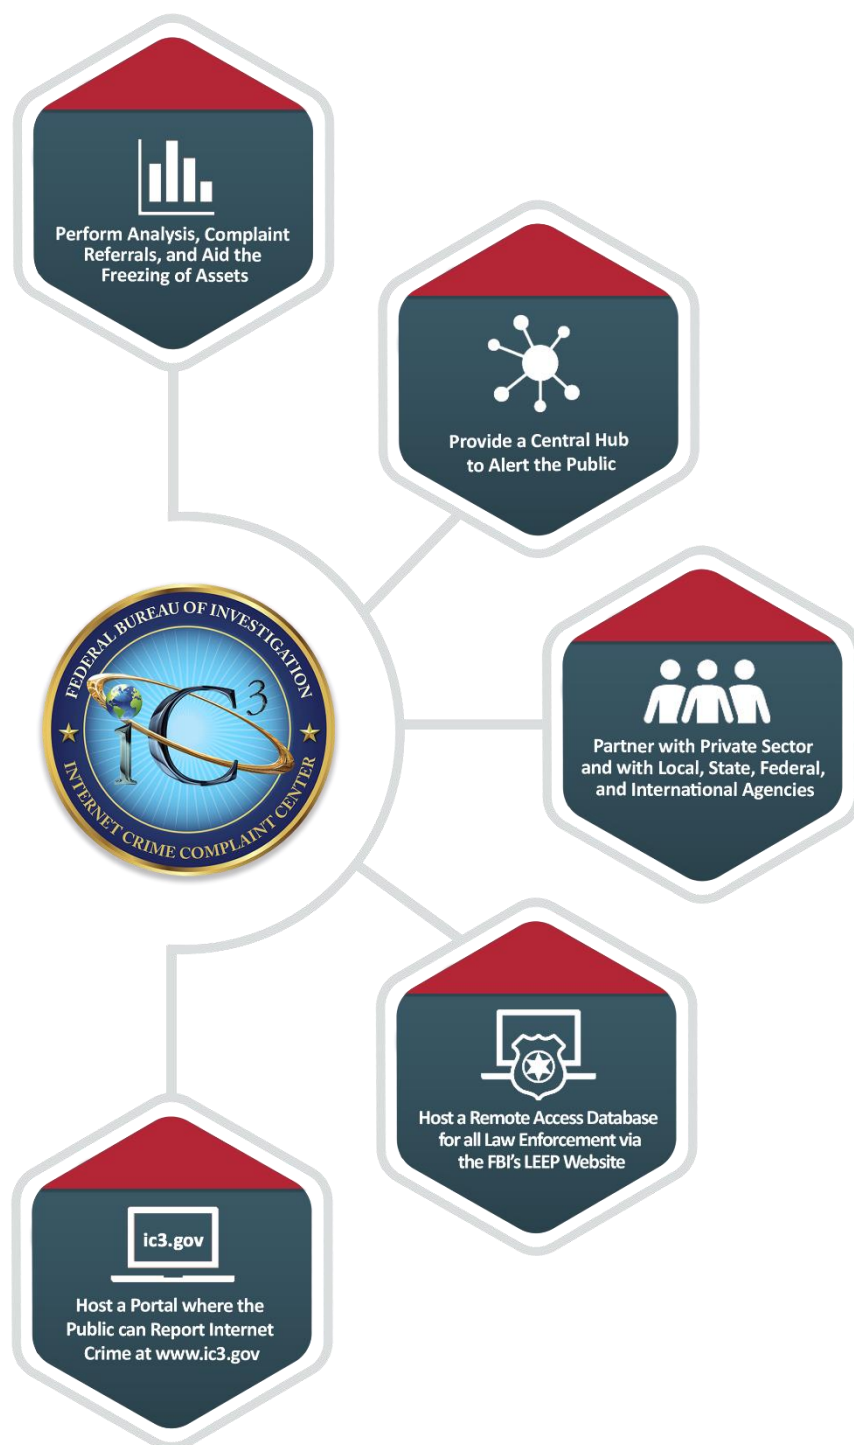 Perform Analysis, Complaint
Referrals, and Aid the
Freezing of Assets
Provide a Central Hub
to Alert the Public
FEDERAL BUREAU OF INVESTIGATION
iC3
INTERNET CRIME COMPLAINT CENTER
Partner with Private Sector
and with Local, State, Federal,
and International Agencies
Host a Remote Access Database
for all Law Enforcement via
the FBI's LEEP Website
ic3.gov
Host a Portal where the
Public can Report Internet
Crime at www.ic3.gov